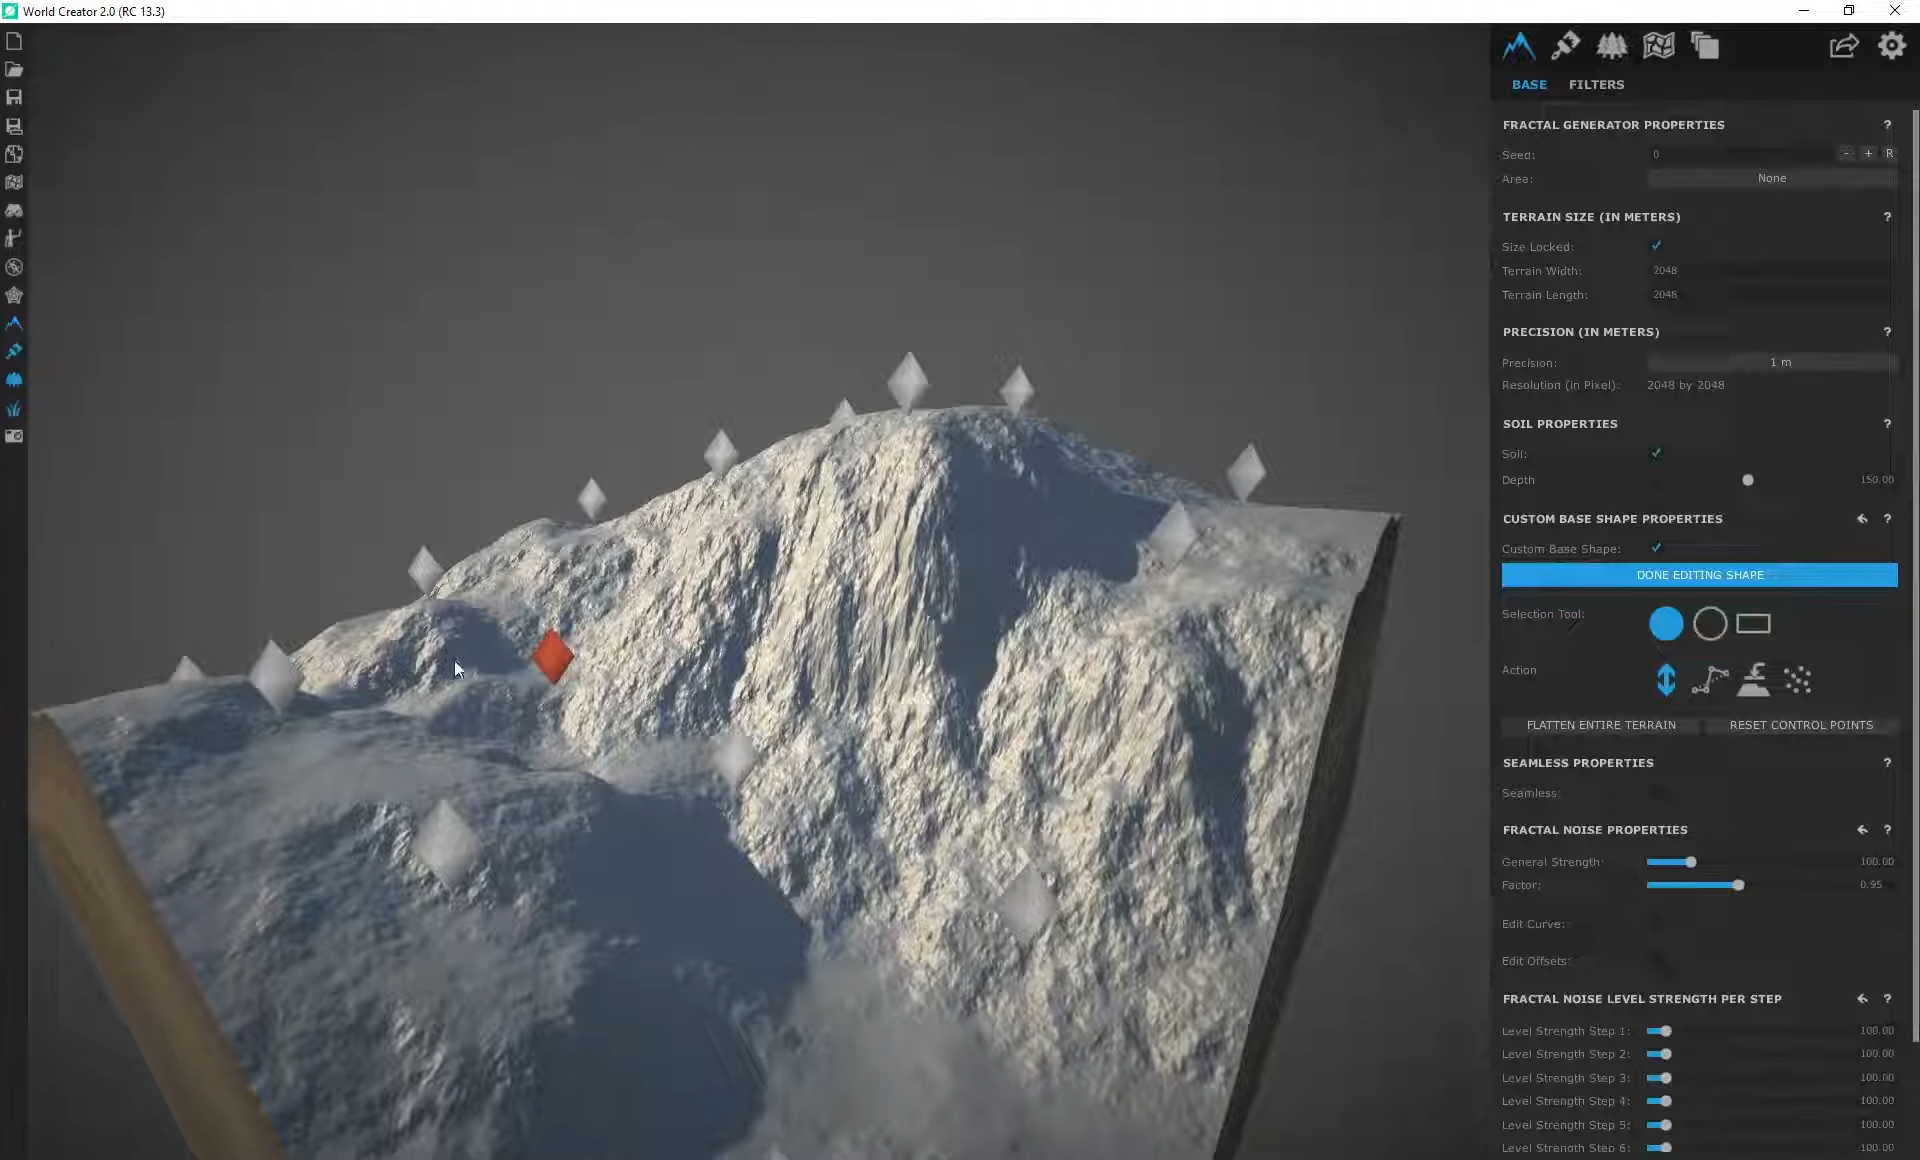 World Creator 2.0 (RC 13.3)
BASE FILTERS
FRACTAL GENERATOR PROPERTIES ?
Seed: 0 - + R
Area: None
TERRAIN SIZE (IN METERS) ?
Size Locked:
Terrain Width: 2048
Terrain Length: 2048
PRECISION (IN METERS) ?
Precision: 1 m
Resolution (in Pixel): 2048 by 2048
SOIL PROPERTIES ?
Soil:
Depth 150.00
CUSTOM BASE SHAPE PROPERTIES ?
Custom Base Shape:
DONE EDITING SHAPE
Selection Tool:
Action
FLATTEN ENTIRE TERRAIN RESET CONTROL POINTS
SEAMLESS PROPERTIES ?
Seamless:
FRACTAL NOISE PROPERTIES ?
General Strength: 100.00
Factor: 0.95
Edit Curve:
Edit Offsets:
FRACTAL NOISE LEVEL STRENGTH PER STEP ?
Level Strength Step 1: 100.00
Level Strength Step 2: 100.00
Level Strength Step 3: 100.00
Level Strength Step 4: 100.00
Level Strength Step 5: 100.00
Level Strength Step 6: 100.00